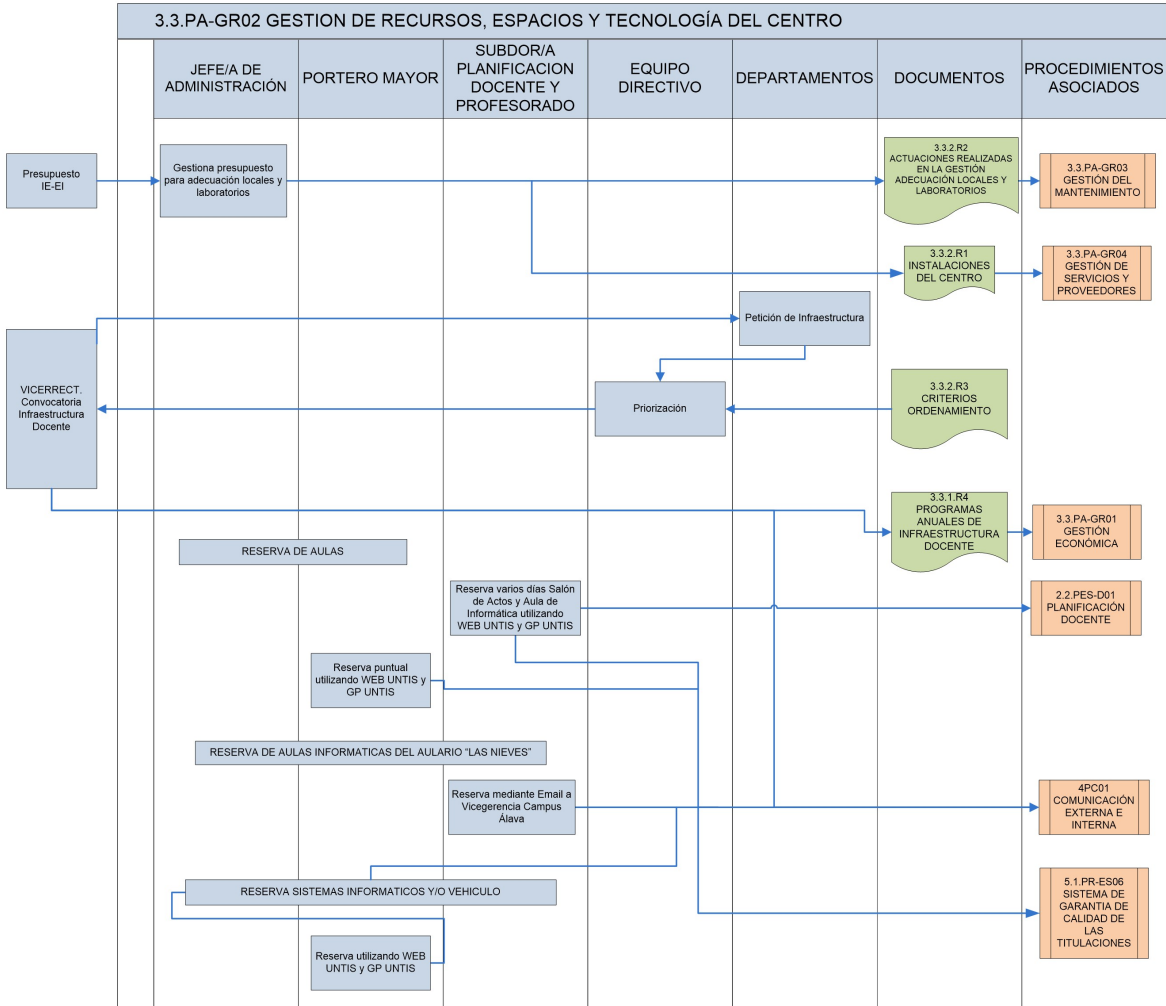 3.3.PA-GR02 GESTION DE RECURSOS, ESPACIOS Y TECNOLOGÍA DEL CENTRO
JEFE/A DE
ADMINISTRACIÓN
PORTERO MAYOR
SUBDOR/A
PLANIFICACION
DOCENTE Y
PROFESORADO
EQUIPO
DIRECTIVO
DEPARTAMENTOS
DOCUMENTOS
PROCEDIMIENTOS
ASOCIADOS
Presupuesto
IE-EI
Gestiona presupuesto
para adecuación locales y
laboratorios
3.3.2.R2
ACTUACIONES REALIZADAS
EN LA GESTIÓN
ADECUACIÓN LOCALES Y
LABORATORIOS
3.3.PA-GR03
GESTIÓN DEL
MANTENIMIENTO
3.3.2.R1
INSTALACIONES
DEL CENTRO
3.3.PA-GR04
GESTIÓN DE
SERVICIOS Y
PROVEEDORES
Petición de Infraestructura
VICERRECT.
Convocatoria
Infraestructura
Docente
Priorización
3.3.2.R3
CRITERIOS
ORDENAMIENTO
3.3.1.R4
PROGRAMAS
ANUALES DE
INFRAESTRUCTURA
DOCENTE
3.3.PA-GR01
GESTIÓN
ECONÓMICA
RESERVA DE AULAS
Reserva varios días Salón
de Actos y Aula de
Informática utilizando
WEB UNTIS y GP UNTIS
2.2.PES-D01
PLANIFICACIÓN
DOCENTE
Reserva puntual
utilizando WEB UNTIS y
GP UNTIS
RESERVA DE AULAS INFORMATICAS DEL AULARIO "LAS NIEVES"
Reserva mediante Email a
Vicegerencia Campus
Álava
4PC01
COMUNICACIÓN
EXTERNA E
INTERNA
RESERVA SISTEMAS INFORMATICOS Y/O VEHICULO
5.1.PR-ES06
SISTEMA DE
GARANTIA DE
CALIDAD DE
LAS
TITULACIONES
Reserva utilizando WEB
UNTIS y GP UNTIS